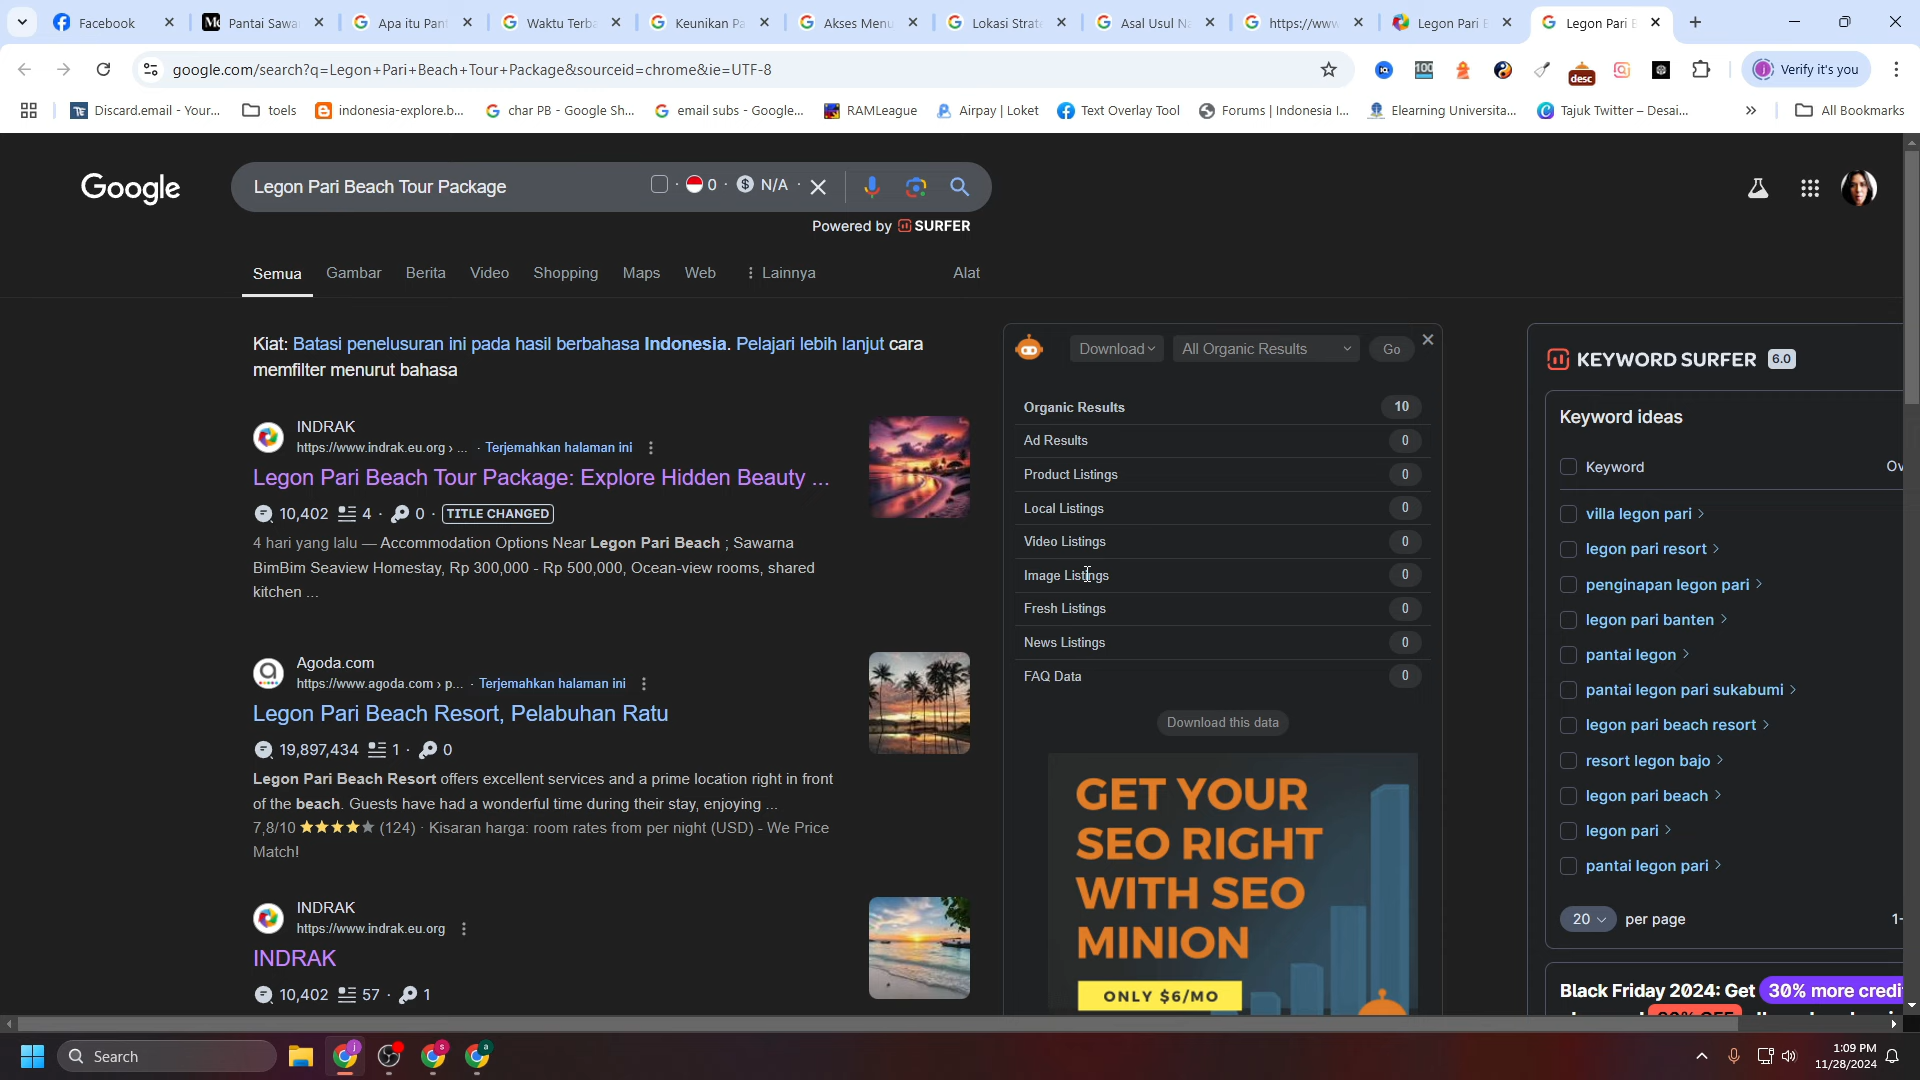 Facebook
Pantai Sawa
Apa itu Pan
Waktu Terba
Keunikan Pa
Akses Menu
Lokasi Strat
Asal Usul Na
https://www
Legon Pari E
Legon Pari E
google.com/search?q=Legon+Pari+Beach+Tour+Package&sourceid=chrome&ie=UTF-8
100
desc
Verify it's you
Discard.email - Your...
toels
indonesia-explore.b...
char PB - Google Sh...
email subs - Google...
RAMLeague
Airpay | Loket
Text Overlay Tool
Forums | Indonesia I...
Elearning Universita...
Tajuk Twitter – Desai...
»
All Bookmarks
Google
Legon Pari Beach Tour Package
0 · N/A ·
Powered by SURFER
Semua
Gambar
Berita
Video
Shopping
Maps
Web
Lainnya
Alat
Kiat: Batasi penelusuran ini pada hasil berbahasa Indonesia. Pelajari lebih lanjut cara
memfilter menurut bahasa
INDRAK
https://www.indrak.eu.org › ... · Terjemahkan halaman ini
Legon Pari Beach Tour Package: Explore Hidden Beauty ...
10,402 4 · 0 · TITLE CHANGED
4 hari yang lalu — Accommodation Options Near Legon Pari Beach ; Sawarna
BimBim Seaview Homestay, Rp 300,000 - Rp 500,000, Ocean-view rooms, shared
kitchen ...
Agoda.com
https://www.agoda.com › p... · Terjemahkan halaman ini
Legon Pari Beach Resort, Pelabuhan Ratu
19,897,434 1 · 0
Legon Pari Beach Resort offers excellent services and a prime location right in front
of the beach. Guests have had a wonderful time during their stay, enjoying ...
7,8/10 ★★★★★ (124) · Kisaran harga: room rates from per night (USD) - We Price
Match!
INDRAK
https://www.indrak.eu.org
INDRAK
10,402 57 · 1
Download
All Organic Results
Go
Organic Results 10
Ad Results 0
Product Listings 0
Local Listings 0
Video Listings 0
Image Listings 0
Fresh Listings 0
News Listings 0
FAQ Data 0
Download this data
GET YOUR
SEO RIGHT
WITH SEO
MINION
ONLY $6/MO
KEYWORD SURFER 6.0
Keyword ideas
Keyword Ov
villa legon pari
legon pari resort
penginapan legon pari
legon pari banten
pantai legon
pantai legon pari sukabumi
legon pari beach resort
resort legon bajo
legon pari beach
legon pari
pantai legon pari
20 per page 1-
Black Friday 2024: Get 30% more credi
Search
1:09 PM
11/28/2024